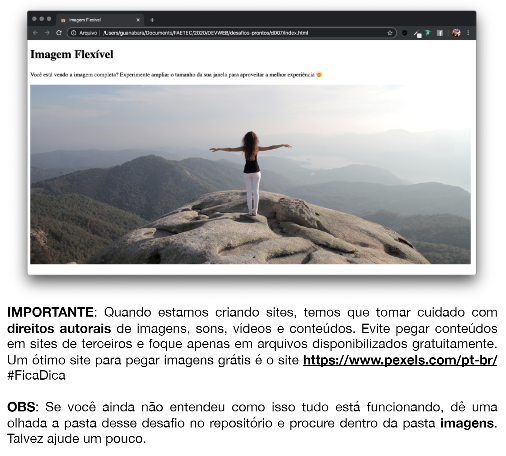 Imagem Flexível
Arquivo | /Users/guanabara/Documents/FAETEC/2020/DEVWEB/desafios-prontos/d007/index.html
Imagem Flexível
Você está vendo a imagem completa? Experimente ampliar o tamanho da sua janela para aproveitar a melhor experiência 😊
IMPORTANTE: Quando estamos criando sites, temos que tomar cuidado com
direitos autorais de imagens, sons, vídeos e conteúdos. Evite pegar conteúdos
em sites de terceiros e foque apenas em arquivos disponibilizados gratuitamente.
Um ótimo site para pegar imagens grátis é o site https://www.pexels.com/pt-br/
#FicaDica
OBS: Se você ainda não entendeu como isso tudo está funcionando, dê uma
olhada a pasta desse desafio no repositório e procure dentro da pasta imagens.
Talvez ajude um pouco.